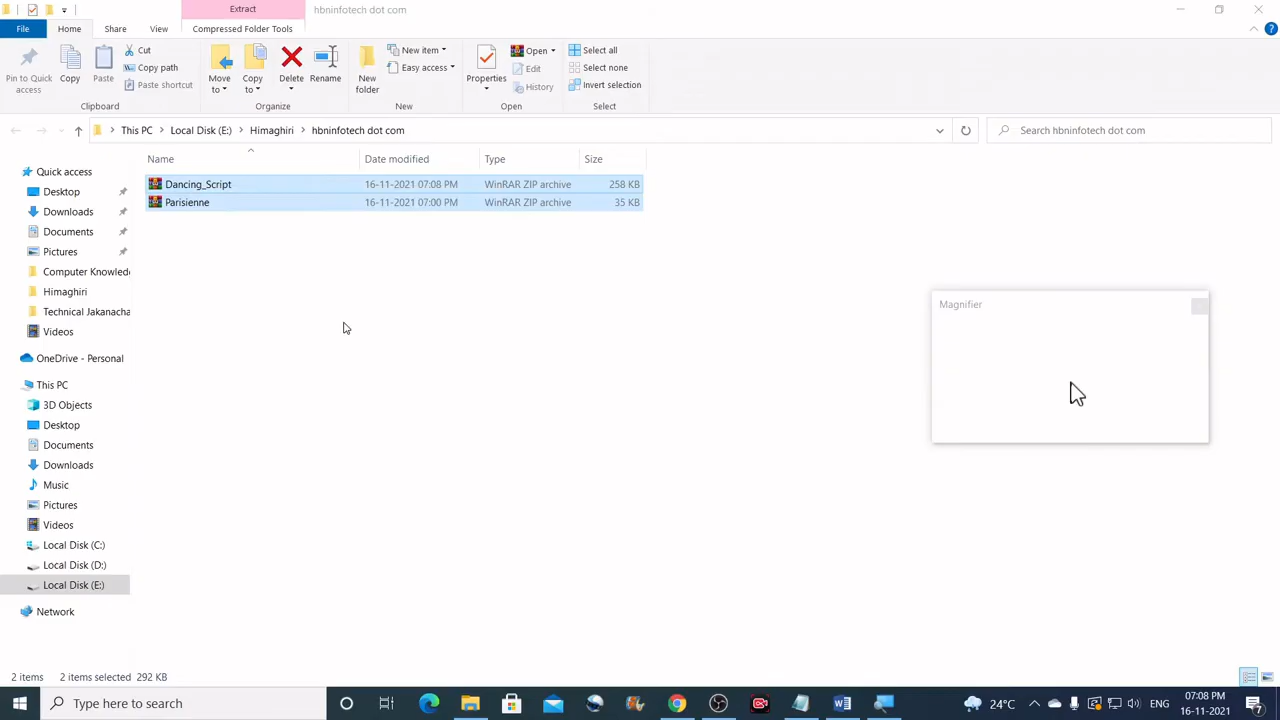 Extract
hbninfotech dot com
File
Home
Share
View
Compressed Folder Tools
Pin to Quick access
Copy
Paste
Cut
Copy path
Paste shortcut
Clipboard
Move to
Copy to
Delete
Rename
Organize
New folder
New item
Easy access
New
Properties
Open
Edit
History
Open
Select all
Select none
Invert selection
Select
This PC
Local Disk (E:)
Himaghiri
hbninfotech dot com
Search hbninfotech dot com
Name
Date modified
Type
Size
Dancing_Script 16-11-2021 07:08 PM WinRAR ZIP archive 258 KB
Parisienne 16-11-2021 07:00 PM WinRAR ZIP archive 35 KB
Quick access
Desktop
Downloads
Documents
Pictures
Computer Knowled
Himaghiri
Technical Jakanacha
Videos
OneDrive - Personal
This PC
3D Objects
Desktop
Documents
Downloads
Music
Pictures
Videos
Local Disk (C:)
Local Disk (D:)
Local Disk (E:)
Network
Magnifier
2 items
2 items selected 292 KB
Type here to search
24°C
07:08 PM
16-11-2021
7